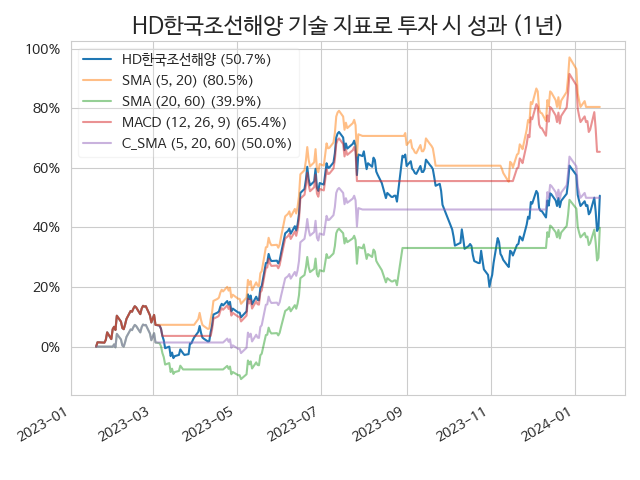 HD한국조선해양 기술 지표로 투자 시 성과 (1년)
100%
80%
60%
40%
20%
0%
HD한국조선해양 (50.7%)
SMA (5, 20) (80.5%)
SMA (20, 60) (39.9%)
MACD (12, 26, 9) (65.4%)
C_SMA (5, 20, 60) (50.0%)
2023-01
2023-03
2023-05
2023-07
2023-09
2023-11
2024-01